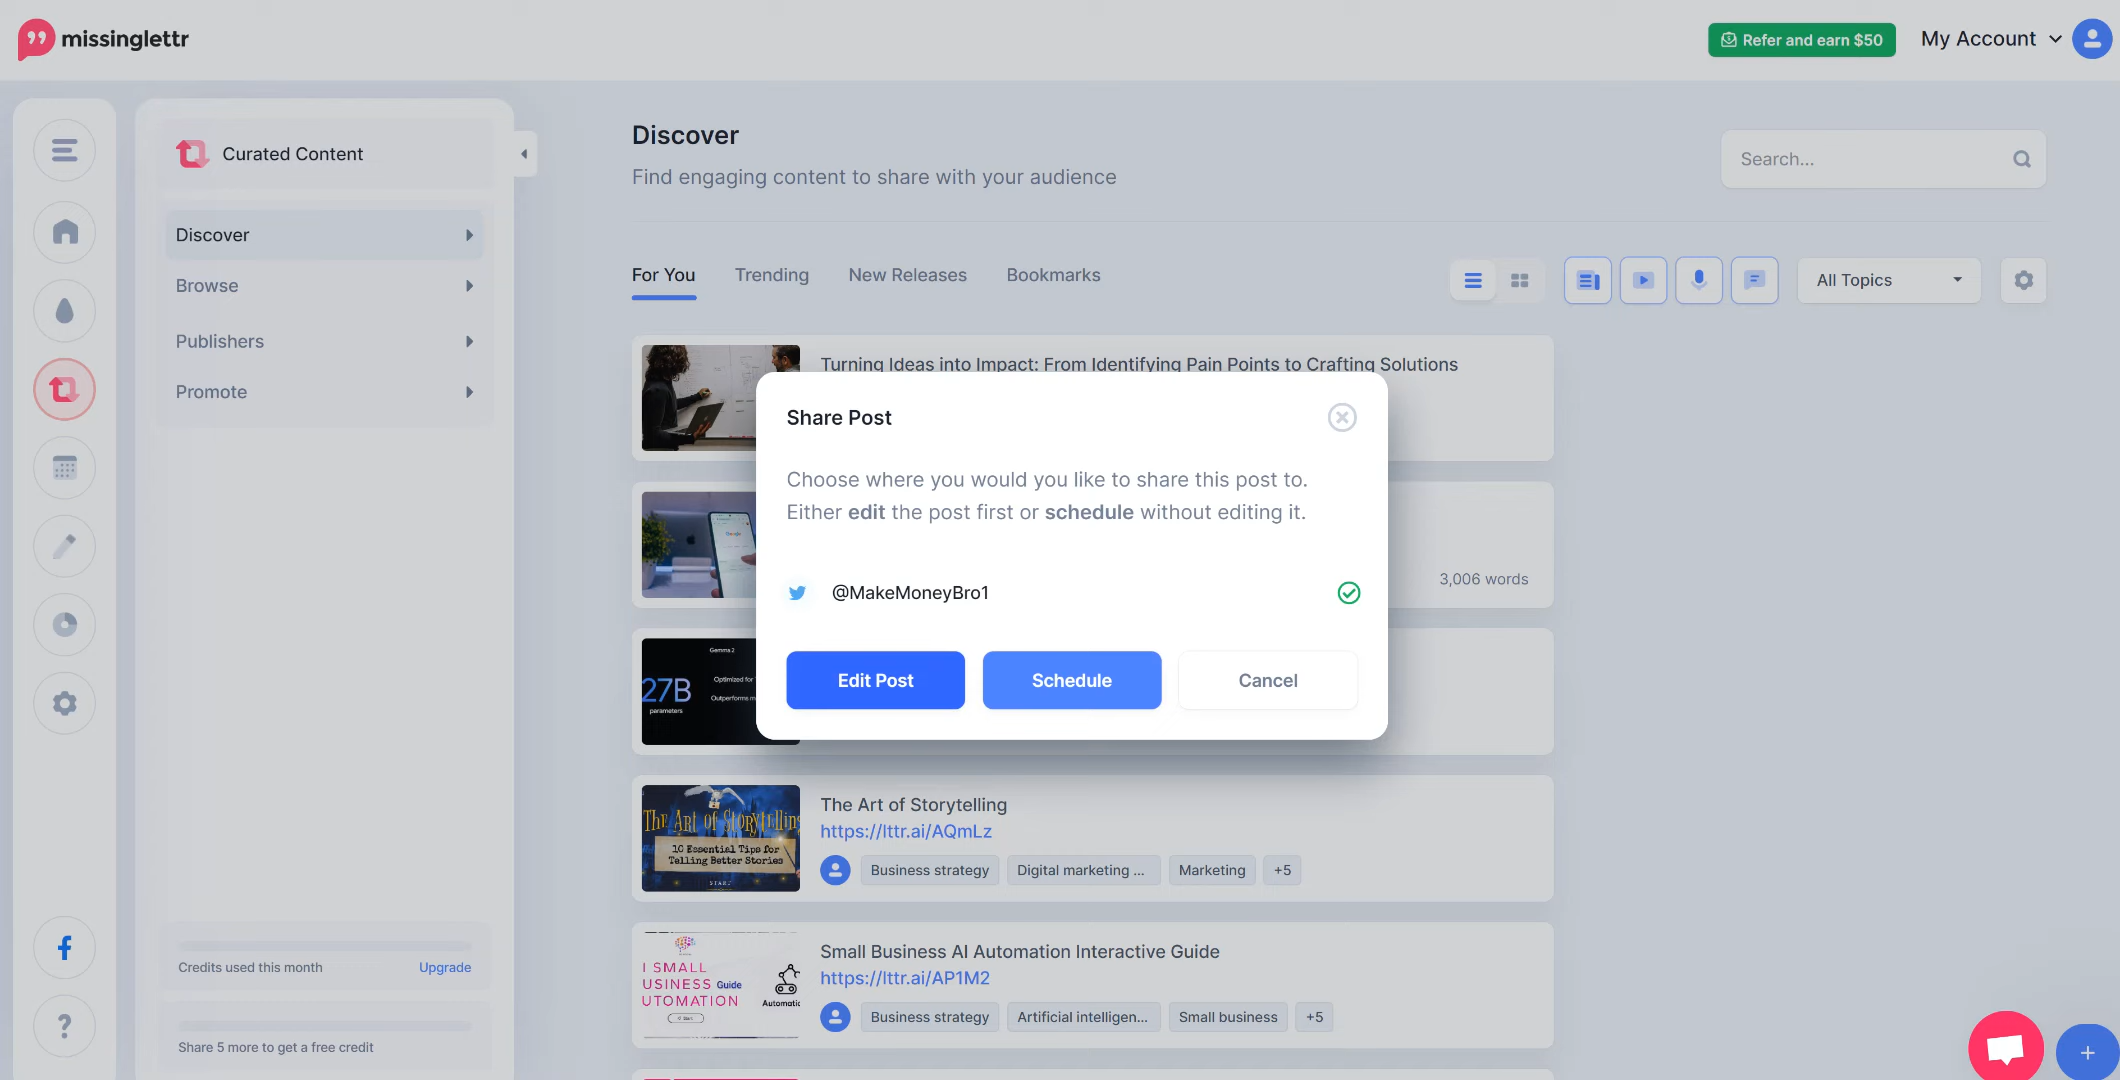 missinglettr
Refer and earn $50
My Account
Curated Content
Discover
Browse
Publishers
Promote
Credits used this month
Upgrade
Share 5 more to get a free credit
Discover
Find engaging content to share with your audience
Search...
For You
Trending
New Releases
Bookmarks
All Topics
Turning Ideas into Impact: From Identifying Pain Points to Crafting Solutions
Share Post
Choose where you would you like to share this post to.
Either edit the post first or schedule without editing it.
@MakeMoneyBro1
Edit Post
Schedule
Cancel
3,006 words
Google
Gemma 2
27B
parameters
Optimized for
Outperforms m
The Art of Storytelling
10 Essential Tips for
Telling Better Stories
START
The Art of Storytelling
https://lttr.ai/AQmLz
Business strategy
Digital marketing ...
Marketing
+5
I SMALL
USINESS Guide
UTOMATION
Automatic
Start
Small Business AI Automation Interactive Guide
https://lttr.ai/AP1M2
Business strategy
Artificial intelligen...
Small business
+5